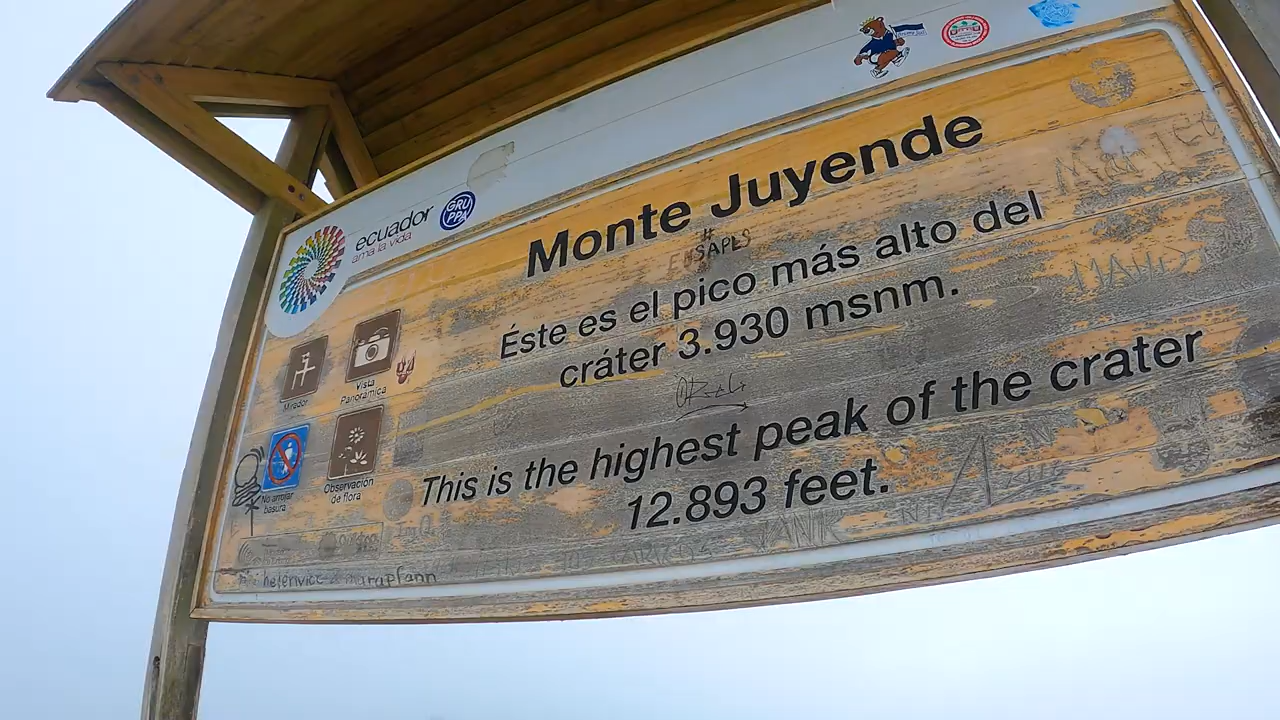 ecuador
ama la vida
GRU
PPA
Monte Juyende
Éste es el pico más alto del
cráter 3.930 msnm.
This is the highest peak of the crater
12.893 feet.
Mirador
Vista
Panorámica
No arrojar
basura
Observación
de flora